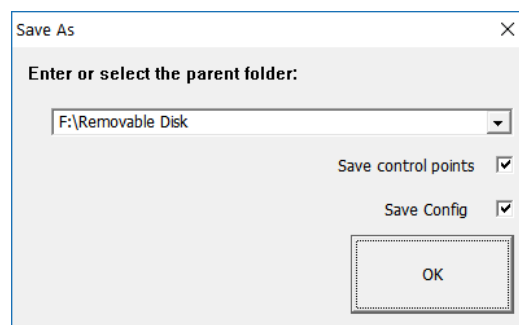 Save As
Enter or select the parent folder:
F:\Removable Disk
Save control points
Save Config
OK